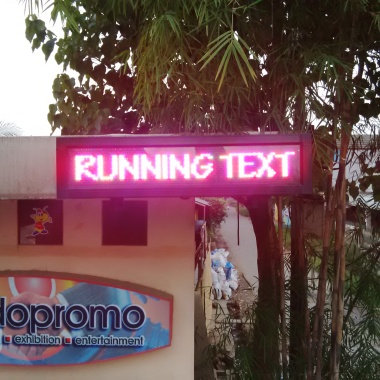 RUNNING TEXT
dopromo
exhibition ▪ entertainment